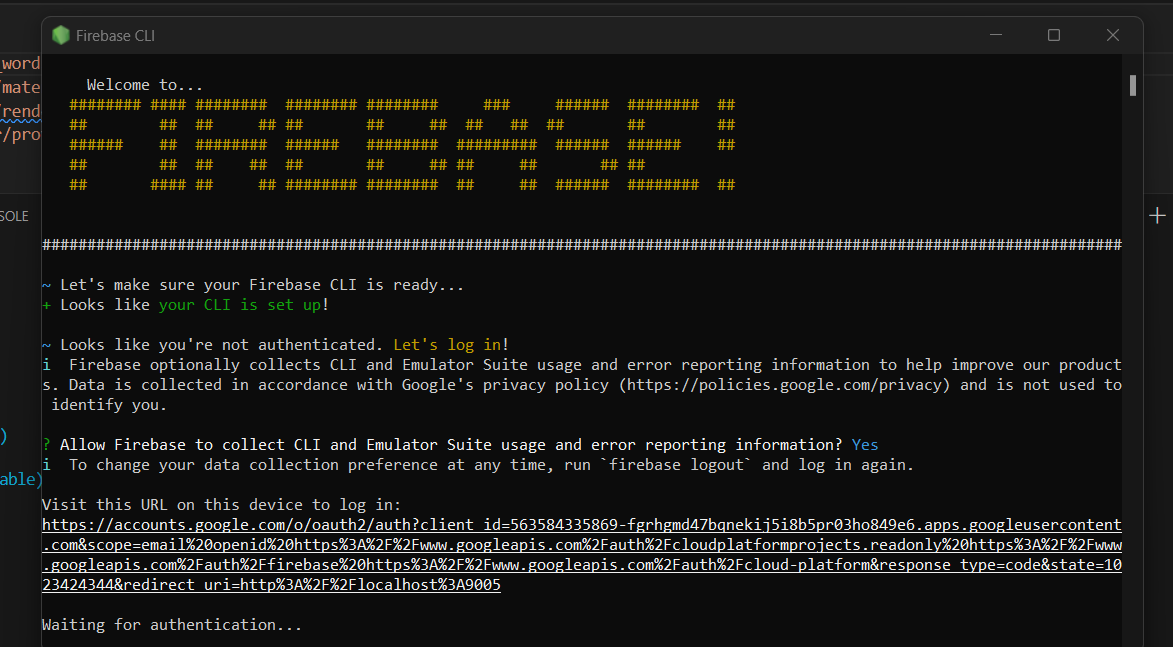 Firebase CLI
word
mate
rend
/pro
SOLE
)
able)
Welcome to...
######## #### ########  ######## ########     ###     ######  ########  ##
##        ##  ##     ## ##       ##     ##  ##   ##  ##       ##        ##
######    ##  ########  ######   ########  #########  ######  ######    ##
##        ##  ##    ##  ##       ##     ## ##     ##       ## ##
##       #### ##     ## ######## ########  ##     ##  ######  ########  ##
########################################################################################################################
~ Let's make sure your Firebase CLI is ready...
+ Looks like your CLI is set up!
~ Looks like you're not authenticated. Let's log in!
i  Firebase optionally collects CLI and Emulator Suite usage and error reporting information to help improve our product
s. Data is collected in accordance with Google's privacy policy (https://policies.google.com/privacy) and is not used to
identify you.
? Allow Firebase to collect CLI and Emulator Suite usage and error reporting information? Yes
i  To change your data collection preference at any time, run `firebase logout` and log in again.
Visit this URL on this device to log in:
https://accounts.google.com/o/oauth2/auth?client_id=563584335869-fgrhgmd47bqnekij5i8b5pr03ho849e6.apps.googleusercontent
.com&scope=email%20openid%20https%3A%2F%2Fwww.googleapis.com%2Fauth%2Fcloudplatformprojects.readonly%20https%3A%2F%2Fwww
.googleapis.com%2Fauth%2Ffirebase%20https%3A%2F%2Fwww.googleapis.com%2Fauth%2Fcloud-platform&response_type=code&state=10
23424344&redirect_uri=http%3A%2F%2Flocalhost%3A9005
Waiting for authentication...